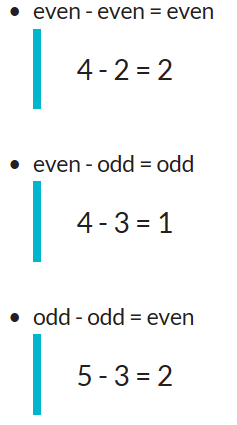 • even - even = even
4 - 2 = 2
• even - odd = odd
4 - 3 = 1
• odd - odd = even
5 - 3 = 2